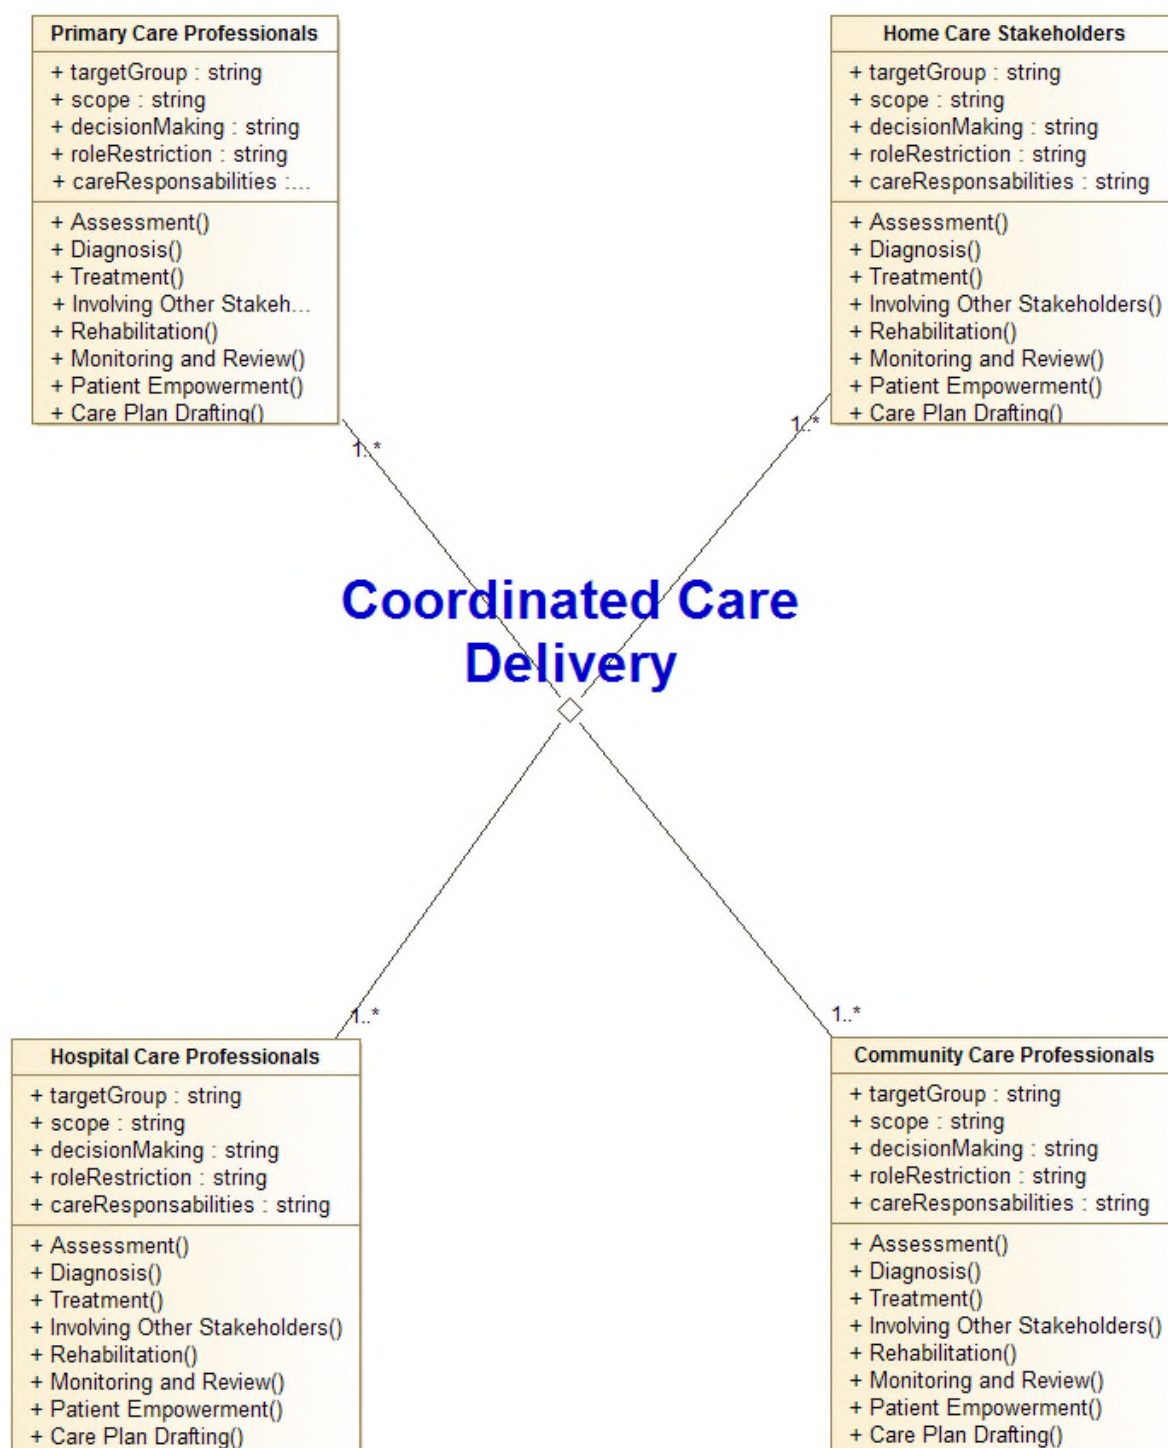 Primary Care Professionals
+ targetGroup : string
+ scope : string
+ decisionMaking : string
+ roleRestriction : string
+ careResponsabilities :...
+ Assessment()
+ Diagnosis()
+ Treatment()
+ Involving Other Stakeh...
+ Rehabilitation()
+ Monitoring and Review()
+ Patient Empowerment()
+ Care Plan Drafting()
1..*
Home Care Stakeholders
+ targetGroup : string
+ scope : string
+ decisionMaking : string
+ roleRestriction : string
+ careResponsabilities : string
+ Assessment()
+ Diagnosis()
+ Treatment()
+ Involving Other Stakeholders()
+ Rehabilitation()
+ Monitoring and Review()
+ Patient Empowerment()
+ Care Plan Drafting()
1..*
Coordinated Care
Delivery
1..*
Hospital Care Professionals
+ targetGroup : string
+ scope : string
+ decisionMaking : string
+ roleRestriction : string
+ careResponsabilities : string
+ Assessment()
+ Diagnosis()
+ Treatment()
+ Involving Other Stakeholders()
+ Rehabilitation()
+ Monitoring and Review()
+ Patient Empowerment()
+ Care Plan Drafting()
1..*
Community Care Professionals
+ targetGroup : string
+ scope : string
+ decisionMaking : string
+ roleRestriction : string
+ careResponsabilities : string
+ Assessment()
+ Diagnosis()
+ Treatment()
+ Involving Other Stakeholders()
+ Rehabilitation()
+ Monitoring and Review()
+ Patient Empowerment()
+ Care Plan Drafting()